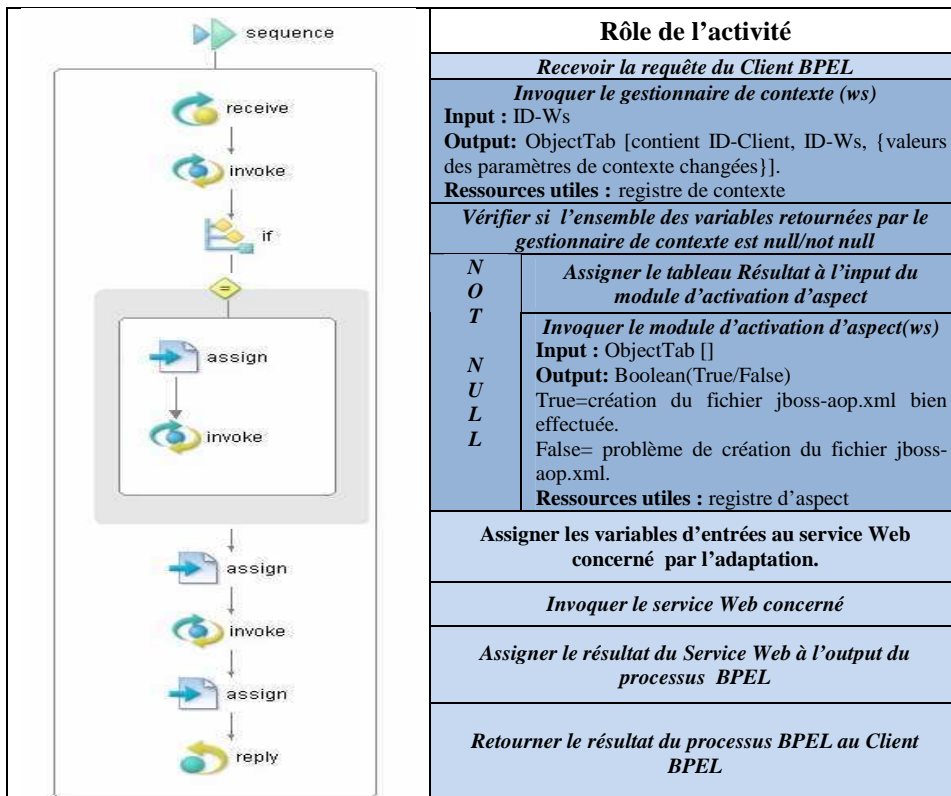 sequence
receive
invoke
if
=
assign
invoke
assign
invoke
assign
reply
Rôle de l’activité
Recevoir la requête du Client BPEL
Invoquer le gestionnaire de contexte (ws)
Input : ID-Ws
Output: ObjectTab [contient ID-Client, ID-Ws, {valeurs
des paramètres de contexte changées}].
Ressources utiles : registre de contexte
Vérifier si l’ensemble des variables retournées par le
gestionnaire de contexte est null/not null
N
O
T
N
U
L
L
Assigner le tableau Résultat à l’input du
module d’activation d’aspect
Invoquer le module d’activation d’aspect(ws)
Input : ObjectTab []
Output: Boolean(True/False)
True=création du fichier jboss-aop.xml bien
effectuée.
False= problème de création du fichier jboss-
aop.xml.
Ressources utiles : registre d’aspect
Assigner les variables d’entrées au service Web
concerné par l’adaptation.
Invoquer le service Web concerné
Assigner le résultat du Service Web à l’output du
processus BPEL
Retourner le résultat du processus BPEL au Client
BPEL